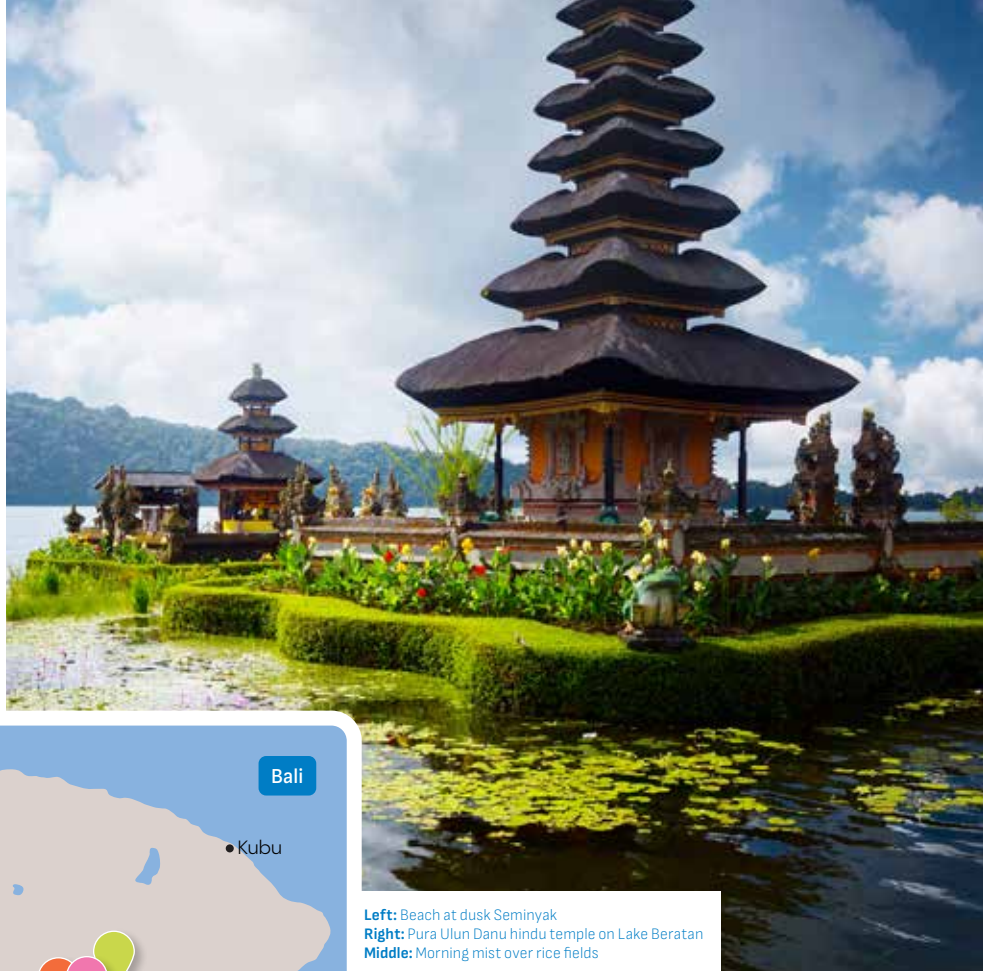 Bali
Kubu
Left: Beach at dusk Seminyak
Right: Pura Ulun Danu hindu temple on Lake Beratan
Middle: Morning mist over rice fields